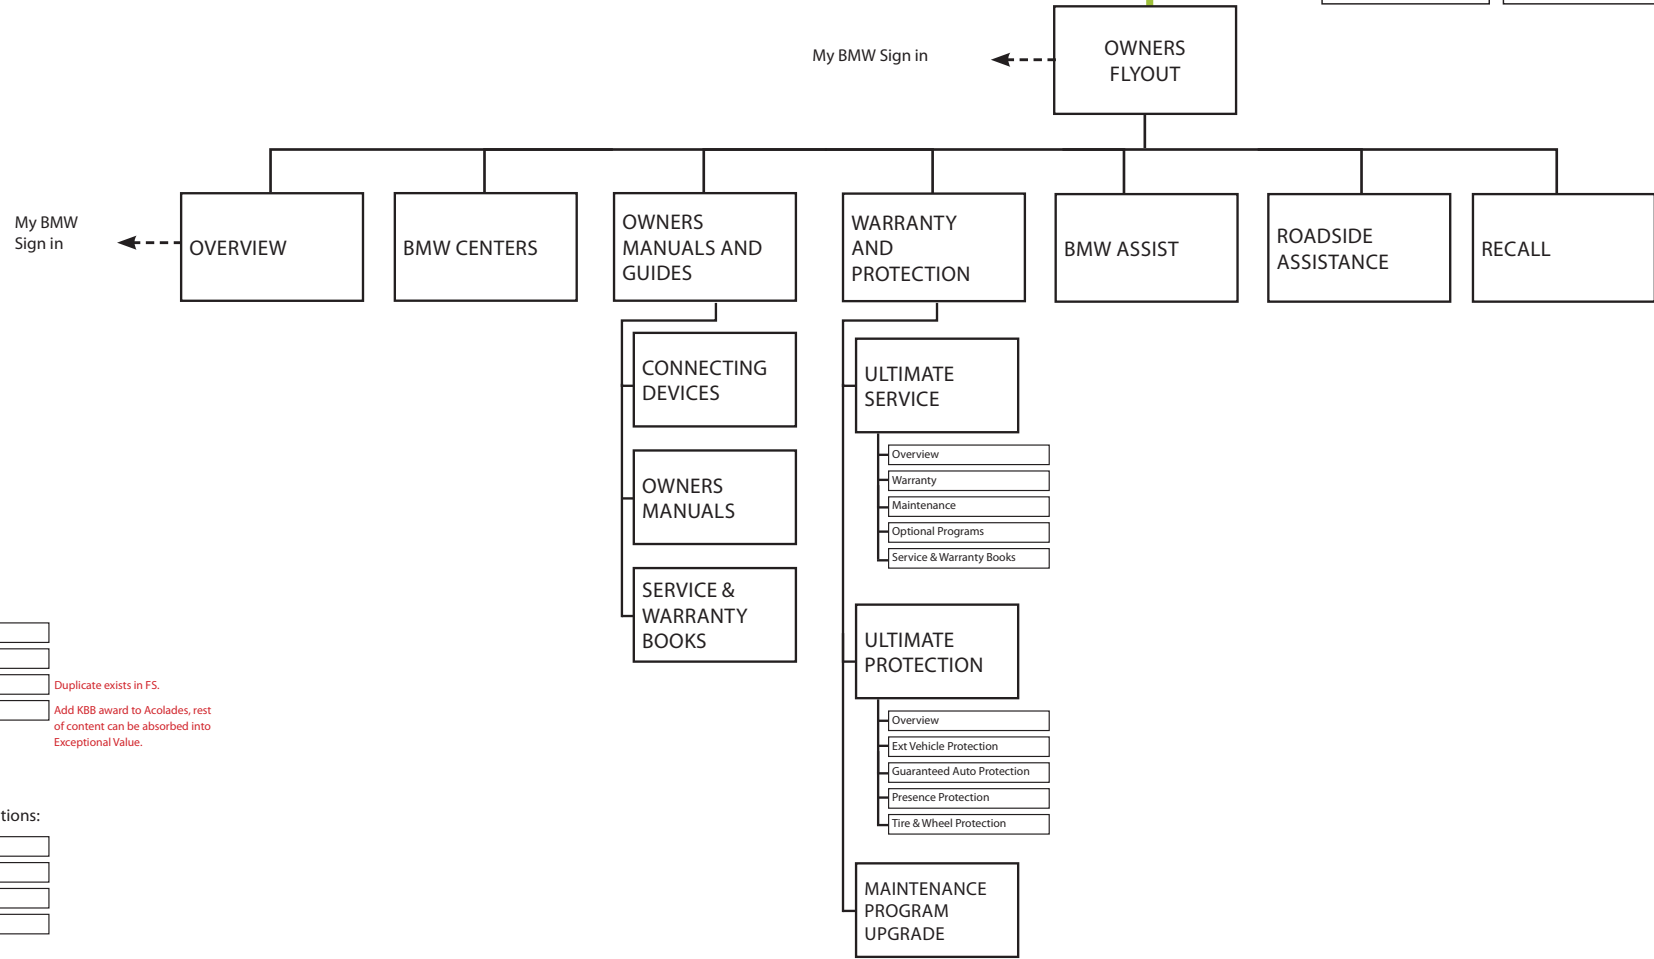 My BMW Sign in
OWNERS
FLYOUT
My BMW
Sign in
OVERVIEW
BMW CENTERS
OWNERS
MANUALS AND
GUIDES
WARRANTY
AND
PROTECTION
BMW ASSIST
ROADSIDE
ASSISTANCE
RECALL
CONNECTING
DEVICES
OWNERS
MANUALS
SERVICE &
WARRANTY
BOOKS
ULTIMATE
SERVICE
Overview
Warranty
Maintenance
Optional Programs
Service & Warranty Books
ULTIMATE
PROTECTION
Overview
Ext Vehicle Protection
Guaranteed Auto Protection
Presence Protection
Tire & Wheel Protection
MAINTENANCE
PROGRAM
UPGRADE
Duplicate exists in FS.
Add KBB award to Acolades, rest
of content can be absorbed into
Exceptional Value.
tions: